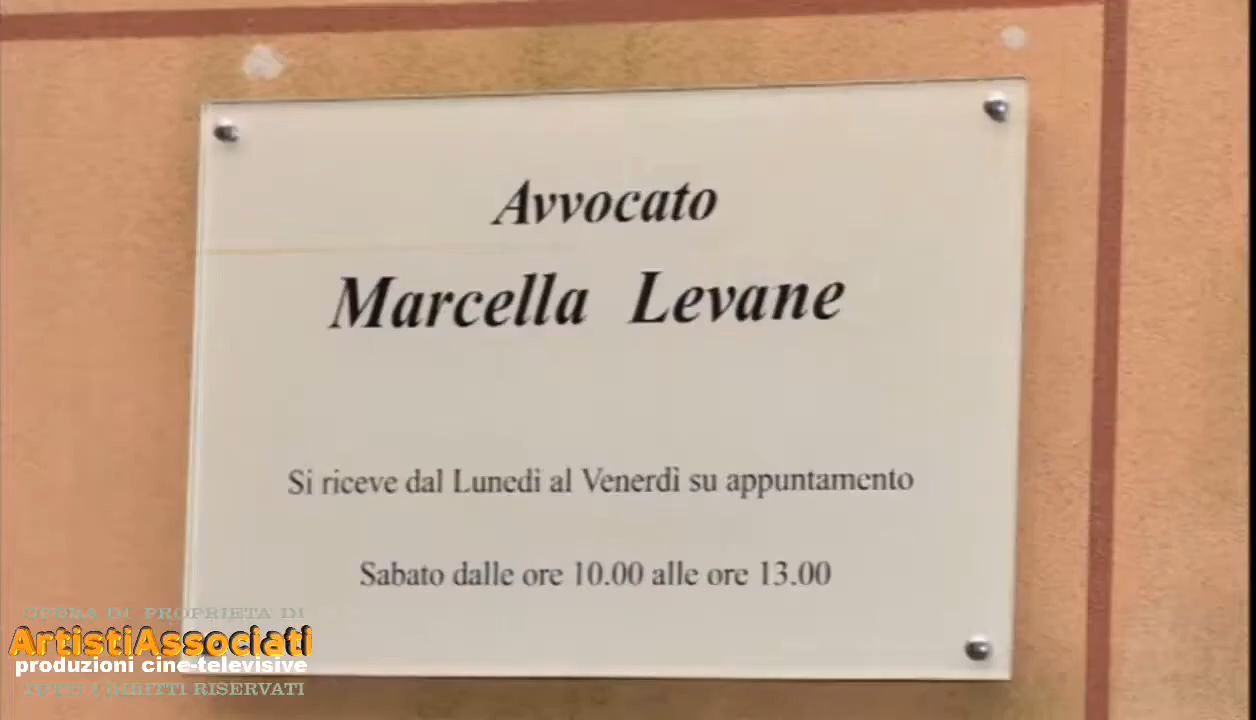 Avvocato
Marcella Levane
Si riceve dal Lunedì al Venerdì su appuntamento
Sabato dalle ore 10.00 alle ore 13.00
OPERA DI PROPRIETA' DI
ArtistiAssociati
produzioni cine-televisive
TUTTI I DIRITTI RISERVATI